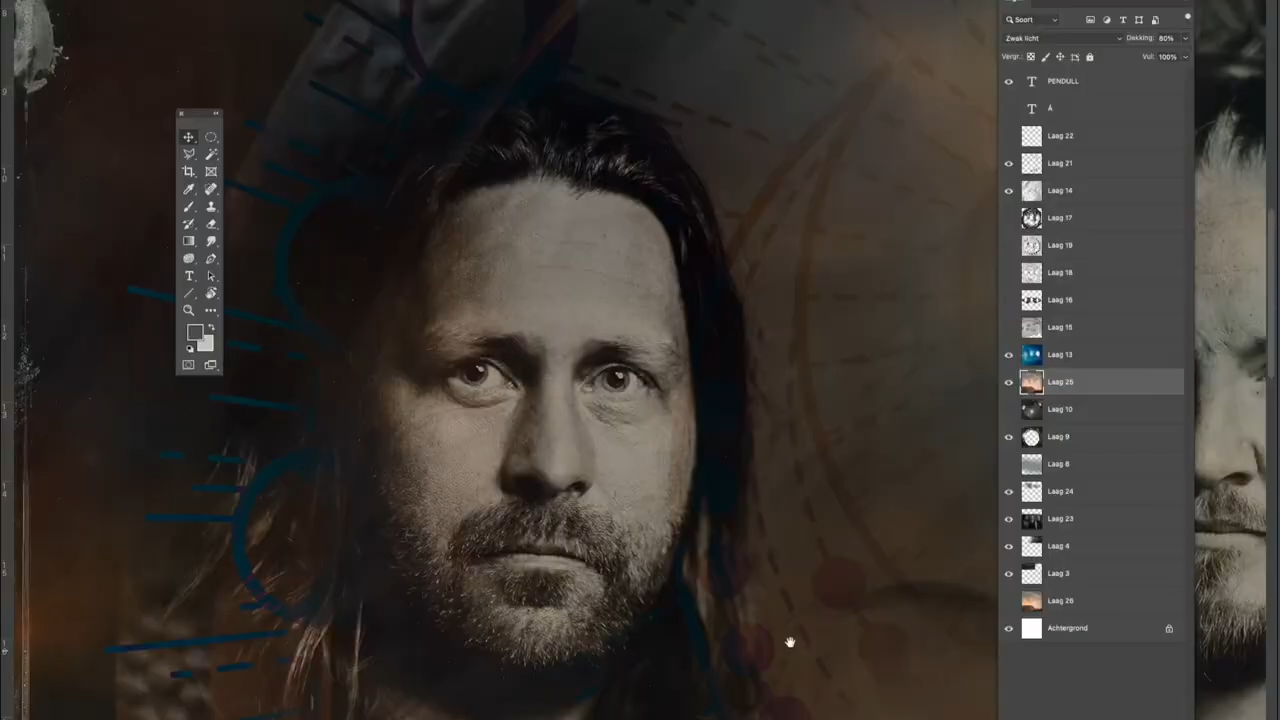 Soort
Zwak licht Dekking: 80%
Vergr.: Vul: 100%
PENDULL
A
Laag 22
Laag 21
Laag 14
Laag 17
Laag 19
Laag 18
Laag 16
Laag 15
Laag 13
Laag 25
Laag 10
Laag 9
Laag 8
Laag 24
Laag 23
Laag 4
Laag 3
Laag 26
Achtergrond